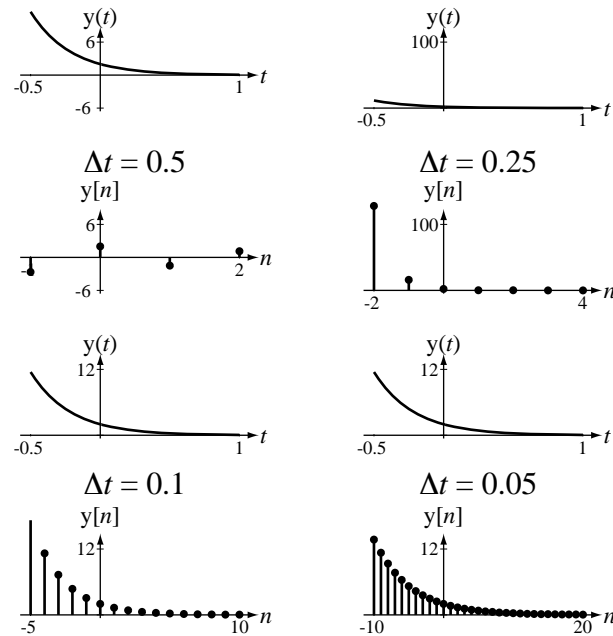 y(t)
6
t
-0.5
1
-6
y(t)
100
t
-0.5
1
Δt = 0.5
y[n]
6
2
n
-6
Δt = 0.25
y[n]
100
n
-2
4
y(t)
12
t
-0.5
1
y(t)
12
t
-0.5
1
Δt = 0.1
y[n]
12
n
-5
10
Δt = 0.05
y[n]
12
n
-10
20